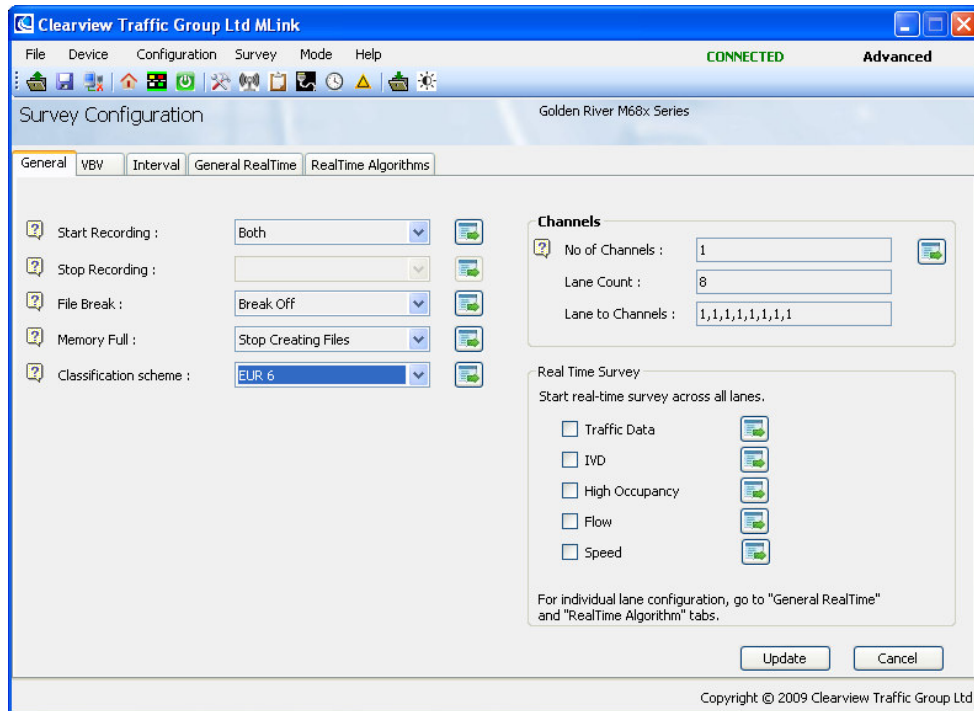 Clearview Traffic Group Ltd MLink
File Device Configuration Survey Mode Help CONNECTED Advanced
Survey Configuration Golden River M68x Series
General VBV Interval General RealTime RealTime Algorithms
Start Recording : Both
Stop Recording :
File Break : Break Off
Memory Full : Stop Creating Files
Classification scheme : EUR 6
Channels
No of Channels : 1
Lane Count : 8
Lane to Channels : 1,1,1,1,1,1,1,1
Real Time Survey
Start real-time survey across all lanes.
Traffic Data
IVD
High Occupancy
Flow
Speed
For individual lane configuration, go to "General RealTime"
and "RealTime Algorithm" tabs.
Update Cancel
Copyright © 2009 Clearview Traffic Group Ltd